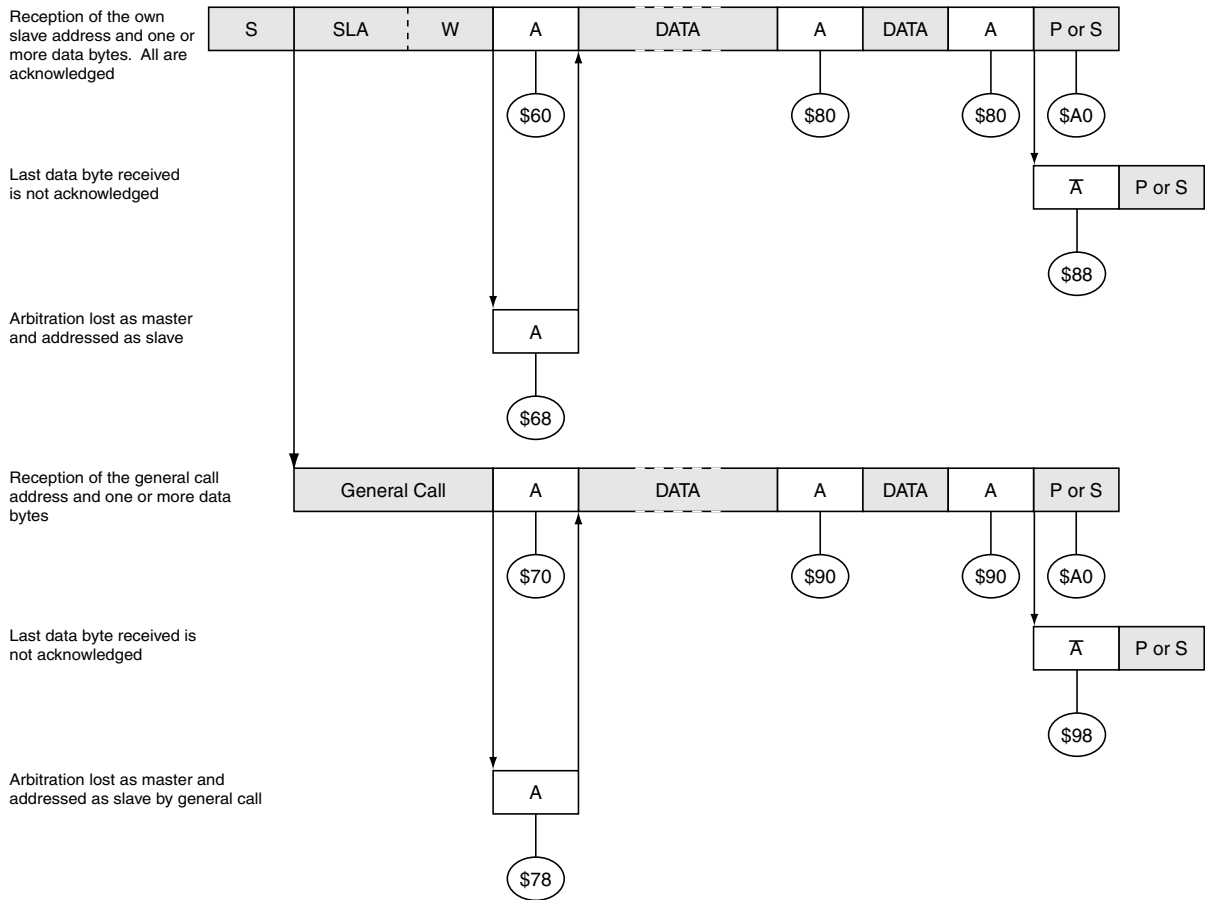 Reception of the own
slave address and one or
more data bytes. All are
acknowledged
S SLA W A DATA A DATA A P or S
$60 $80 $80 $A0
Last data byte received
is not acknowledged
A̅ P or S
$88
Arbitration lost as master
and addressed as slave
A
$68
Reception of the general call
address and one or more data
bytes
General Call A DATA A DATA A P or S
$70 $90 $90 $A0
Last data byte received is
not acknowledged
A̅ P or S
$98
Arbitration lost as master and
addressed as slave by general call
A
$78